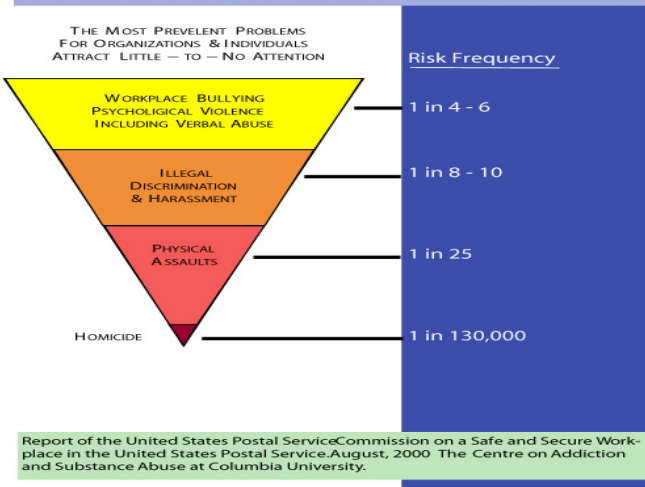 The Most Prevelent Problems
For Organizations & Individuals
Attract Little – to – No Attention
Risk Frequency
Workplace Bullying
Psycholigical Violence
Including Verbal Abuse
1 in 4 - 6
Illegal
Discrimination
& Harassment
1 in 8 - 10
Physical
Assaults
1 in 25
Homicide
1 in 130,000
Report of the United States Postal ServiceCommission on a Safe and Secure Work-
place in the United States Postal Service.August, 2000 The Centre on Addiction
and Substance Abuse at Columbia University.